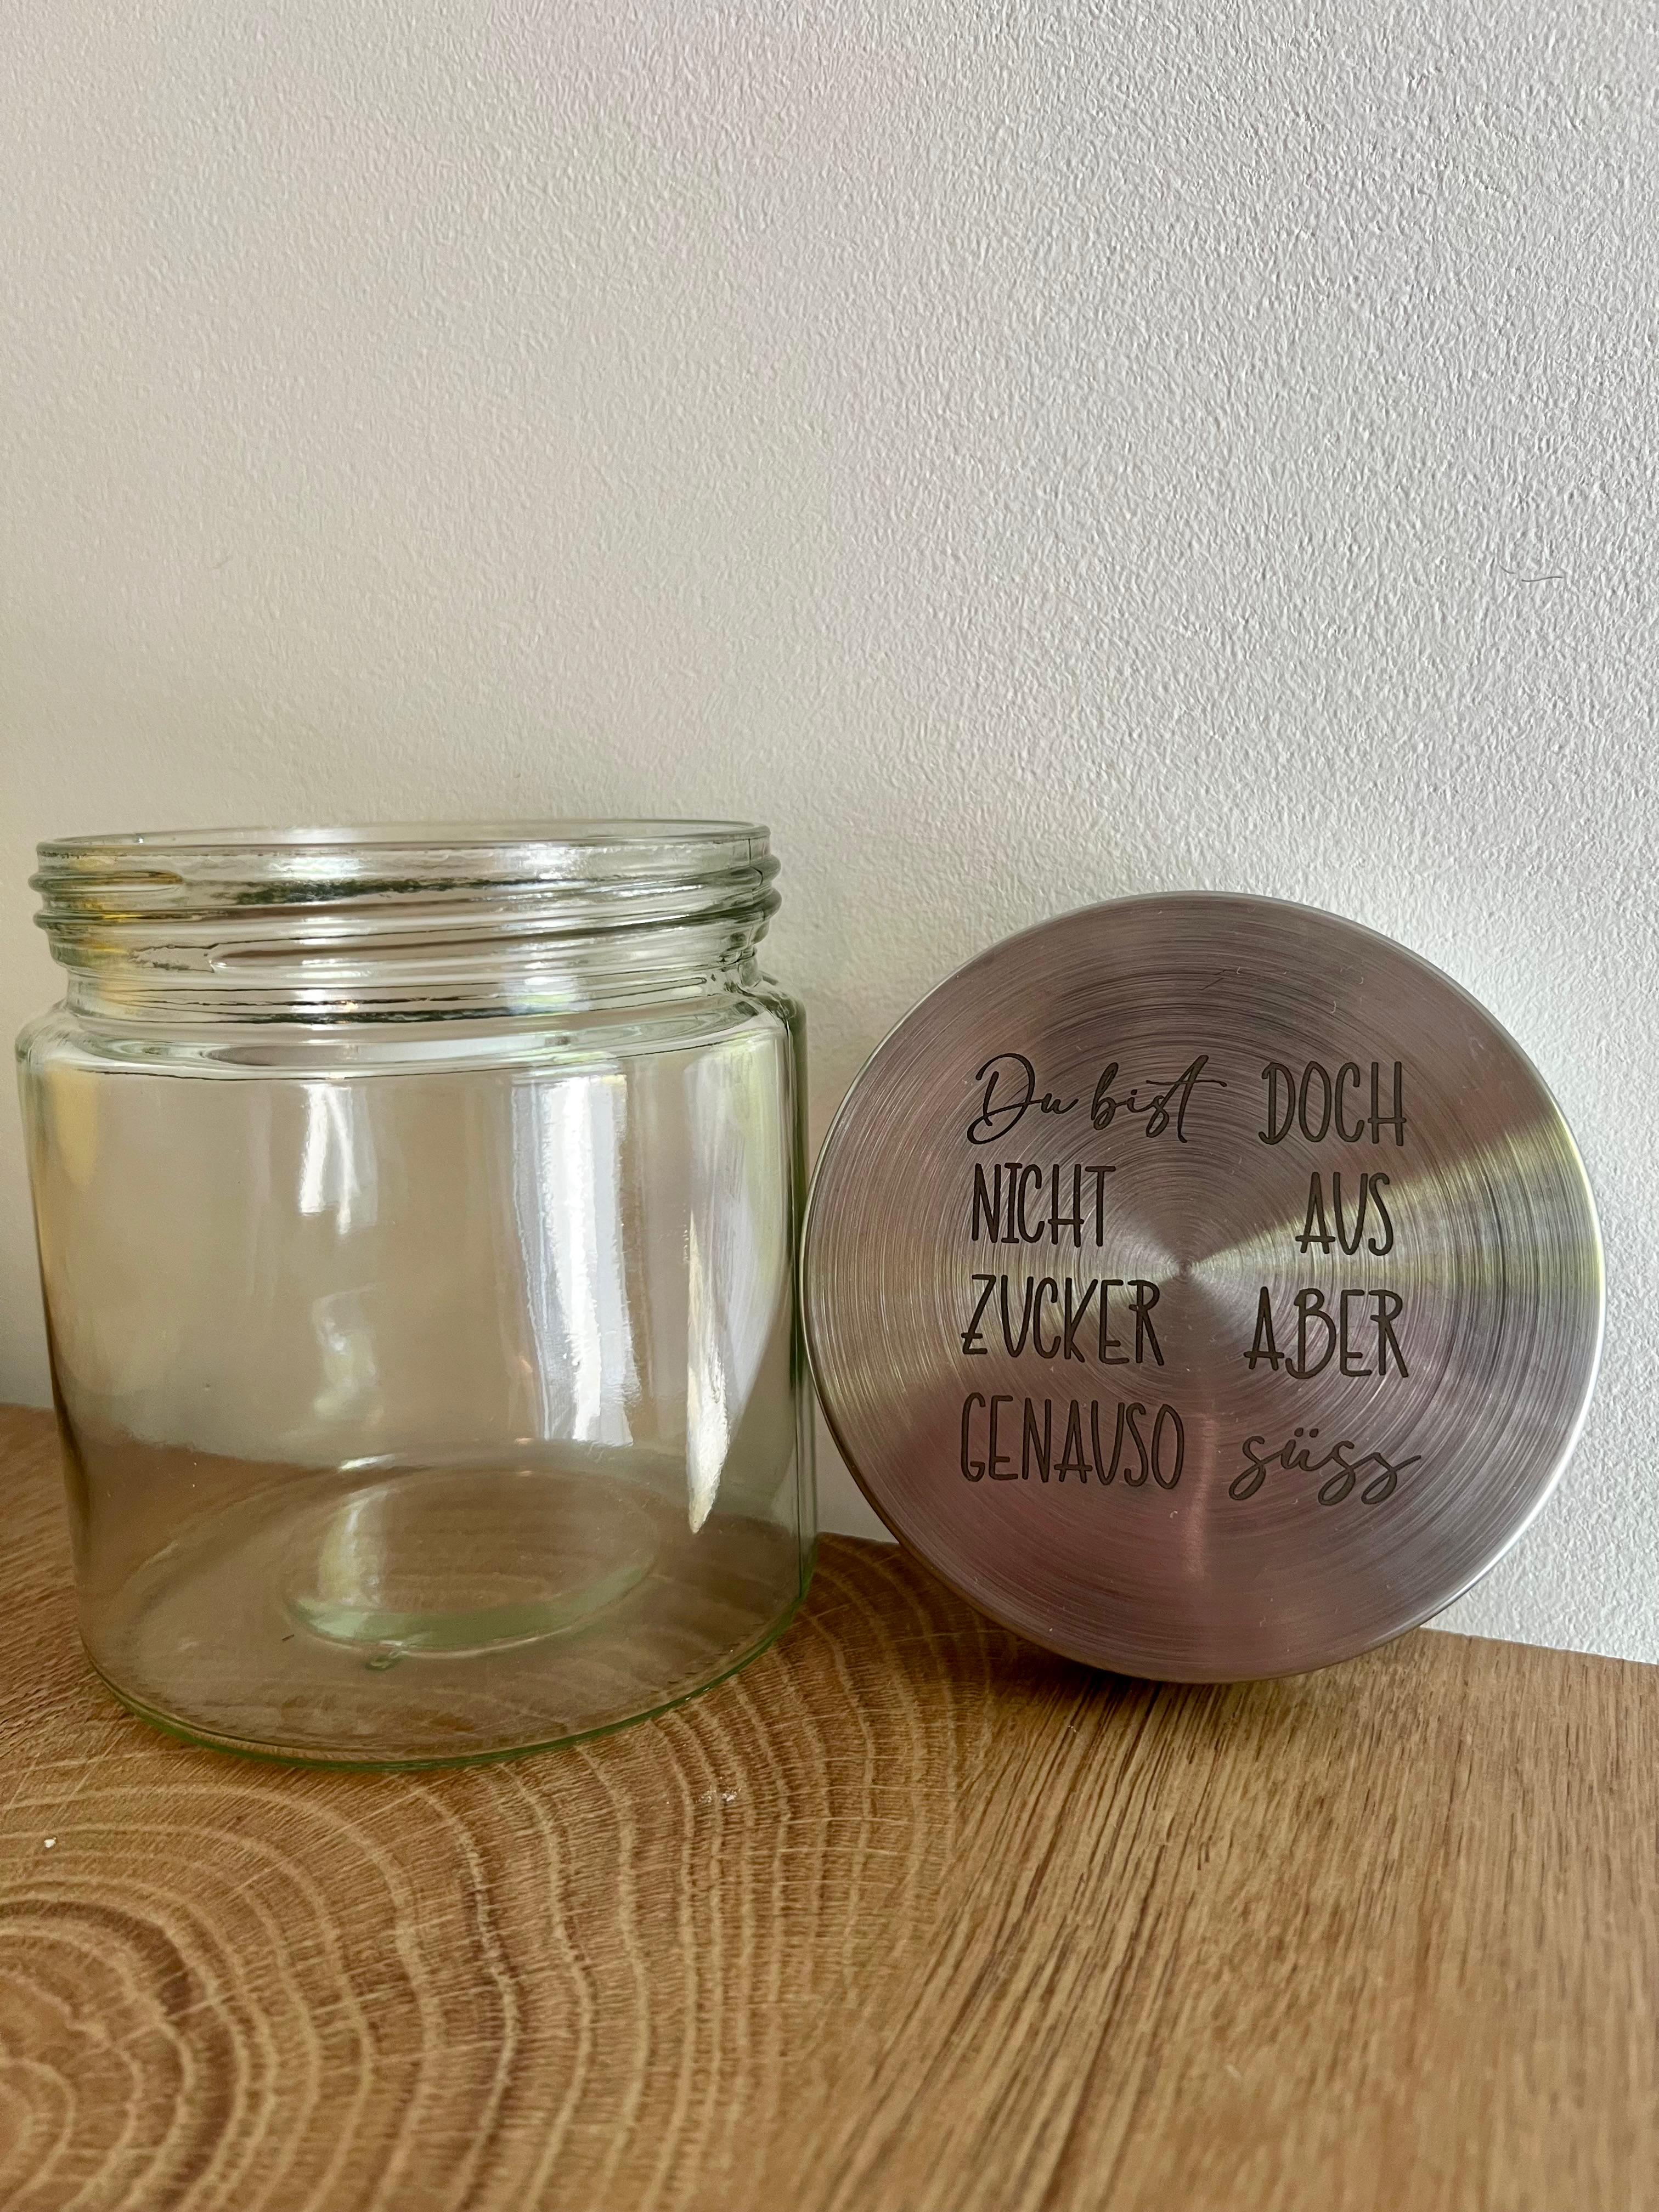 Du bist DOCH
NICHT AUS
ZUCKER ABER
GENAUSO süss